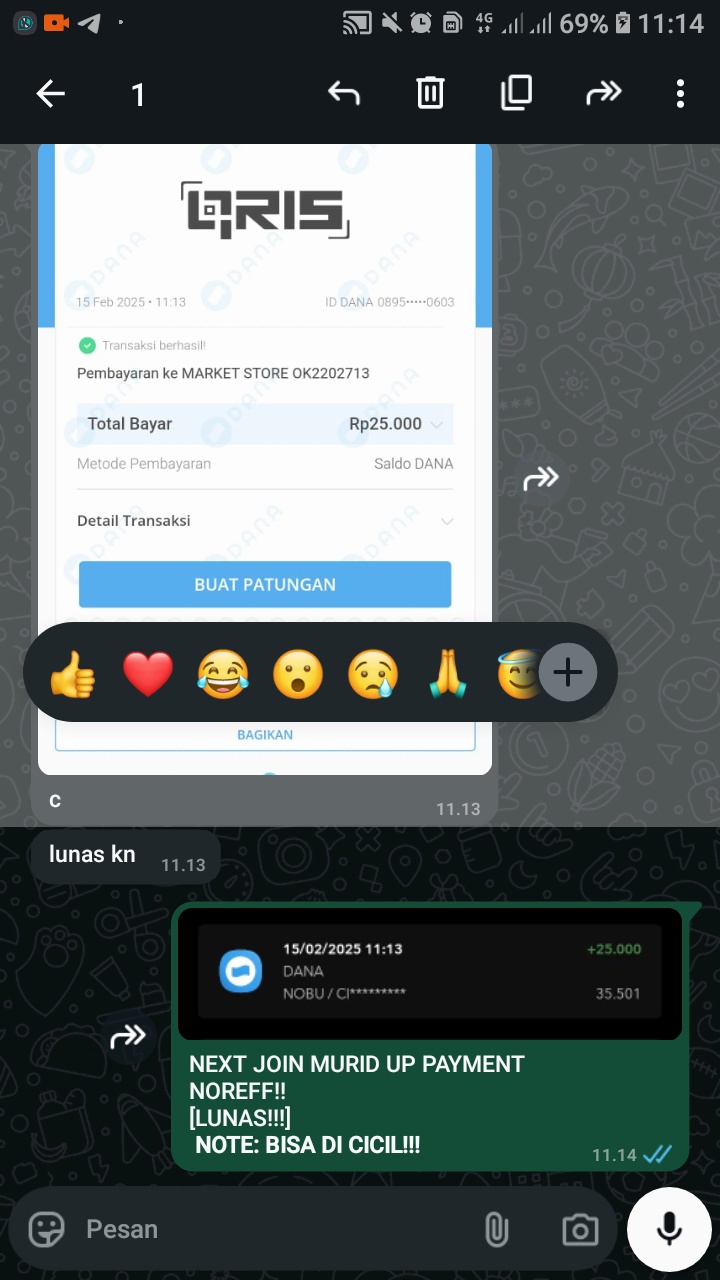 4G 69% 11:14
1
QRIS
15 Feb 2025 • 11:13 ID DANA 0895•••••0603
Transaksi berhasil!
Pembayaran ke MARKET STORE OK2202713
Total Bayar Rp25.000
Metode Pembayaran Saldo DANA
Detail Transaksi
DANA
BUAT PATUNGAN
BAGIKAN
c 11.13
lunas kn 11.13
15/02/2025 11:13 +25.000
DANA
NOBU / CI********* 35.501
NEXT JOIN MURID UP PAYMENT
NOREFF!!
[LUNAS!!!]
NOTE: BISA DI CICIL!!!
11.14
Pesan